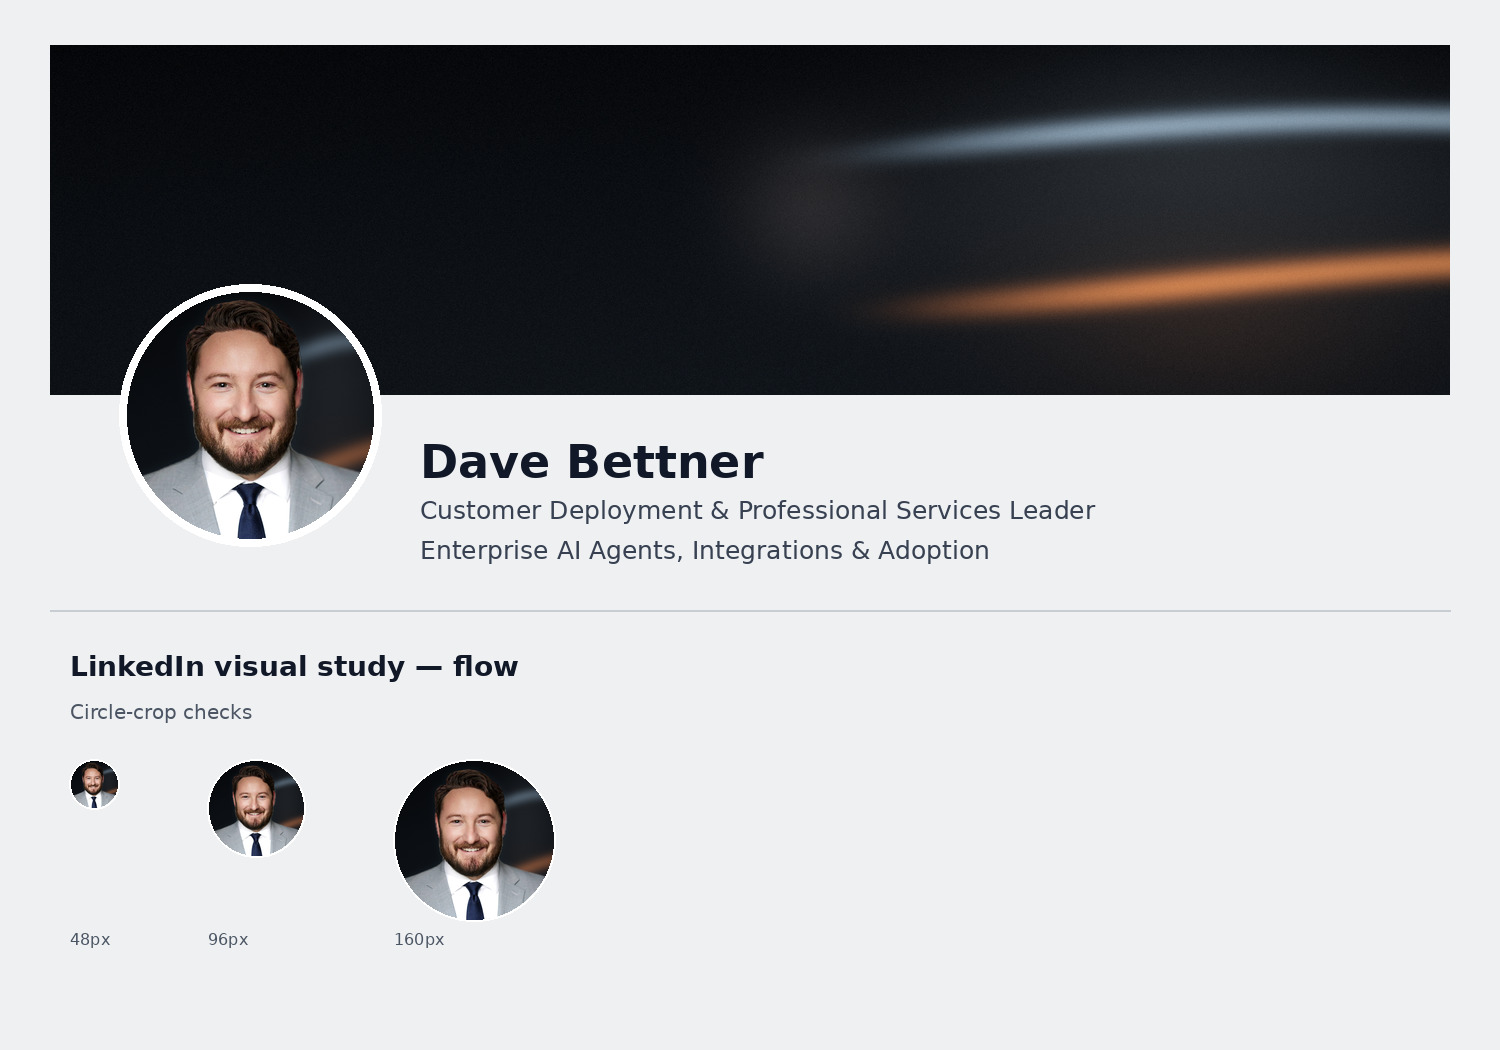 Dave Bettner
Customer Deployment & Professional Services Leader
Enterprise AI Agents, Integrations & Adoption
LinkedIn visual study — flow
Circle-crop checks
48px
96px
160px